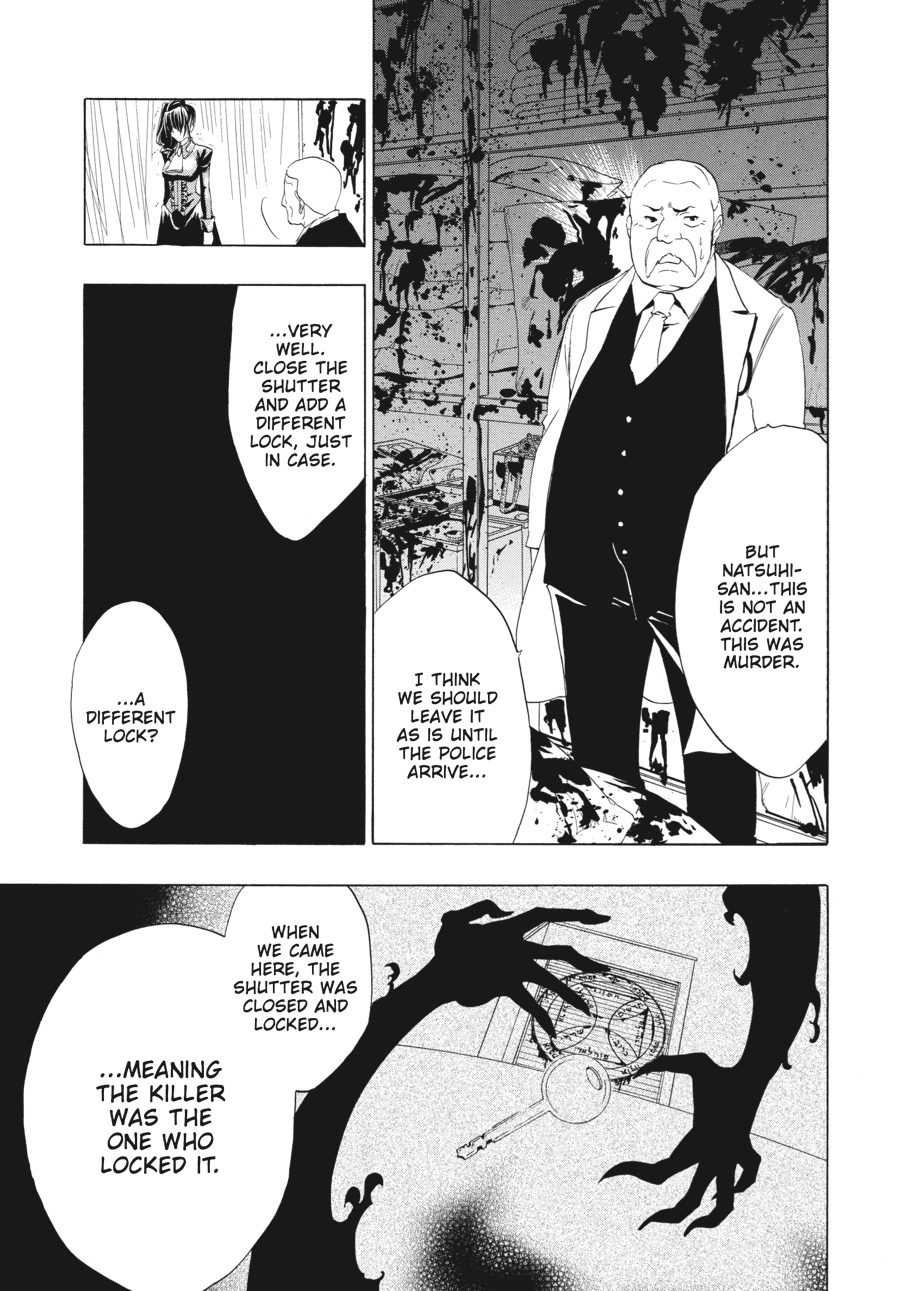 BUT
NATSUHI-
SAN...THIS
IS NOT AN
ACCIDENT.
THIS WAS
MURDER.
I THINK
WE SHOULD
LEAVE IT
AS IS UNTIL
THE POLICE
ARRIVE...
...VERY
WELL.
CLOSE THE
SHUTTER
AND ADD A
DIFFERENT
LOCK, JUST
IN CASE.
...A
DIFFERENT
LOCK?
WHEN
WE CAME
HERE, THE
SHUTTER WAS
CLOSED AND
LOCKED...
...MEANING
THE KILLER
WAS THE
ONE WHO
LOCKED IT.